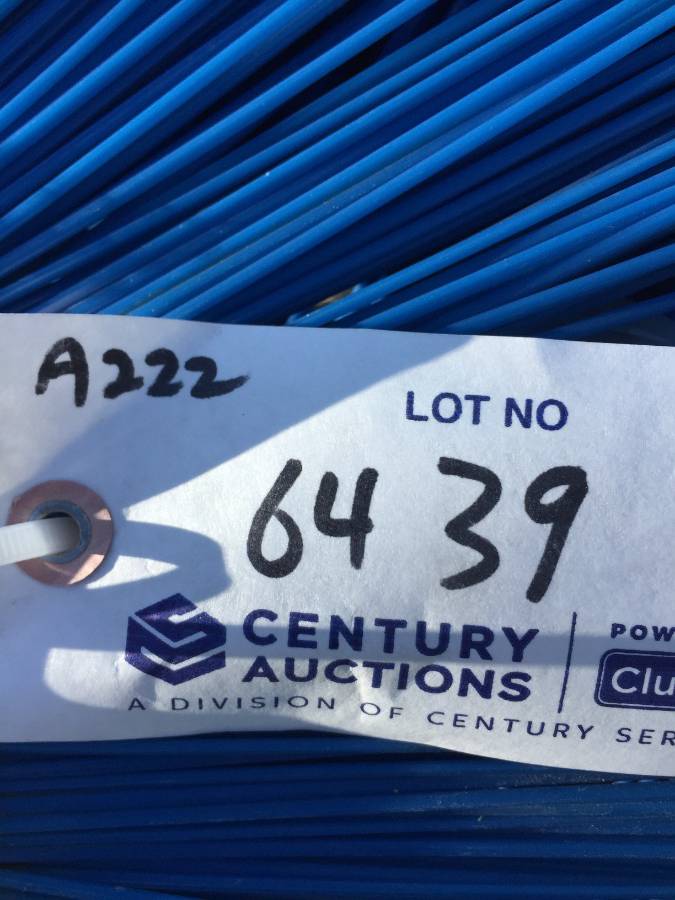 A222
LOT NO
64 39
CENTURY
AUCTIONS
A DIVISION OF CENTURY SER
POW
Clu